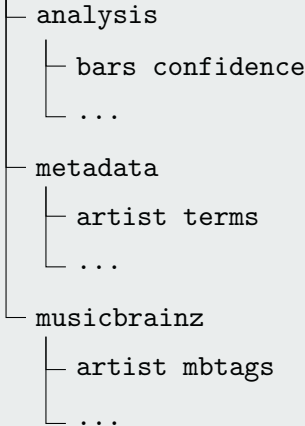 analysis
bars confidence
...
metadata
artist terms
...
musicbrainz
artist mbtags
...